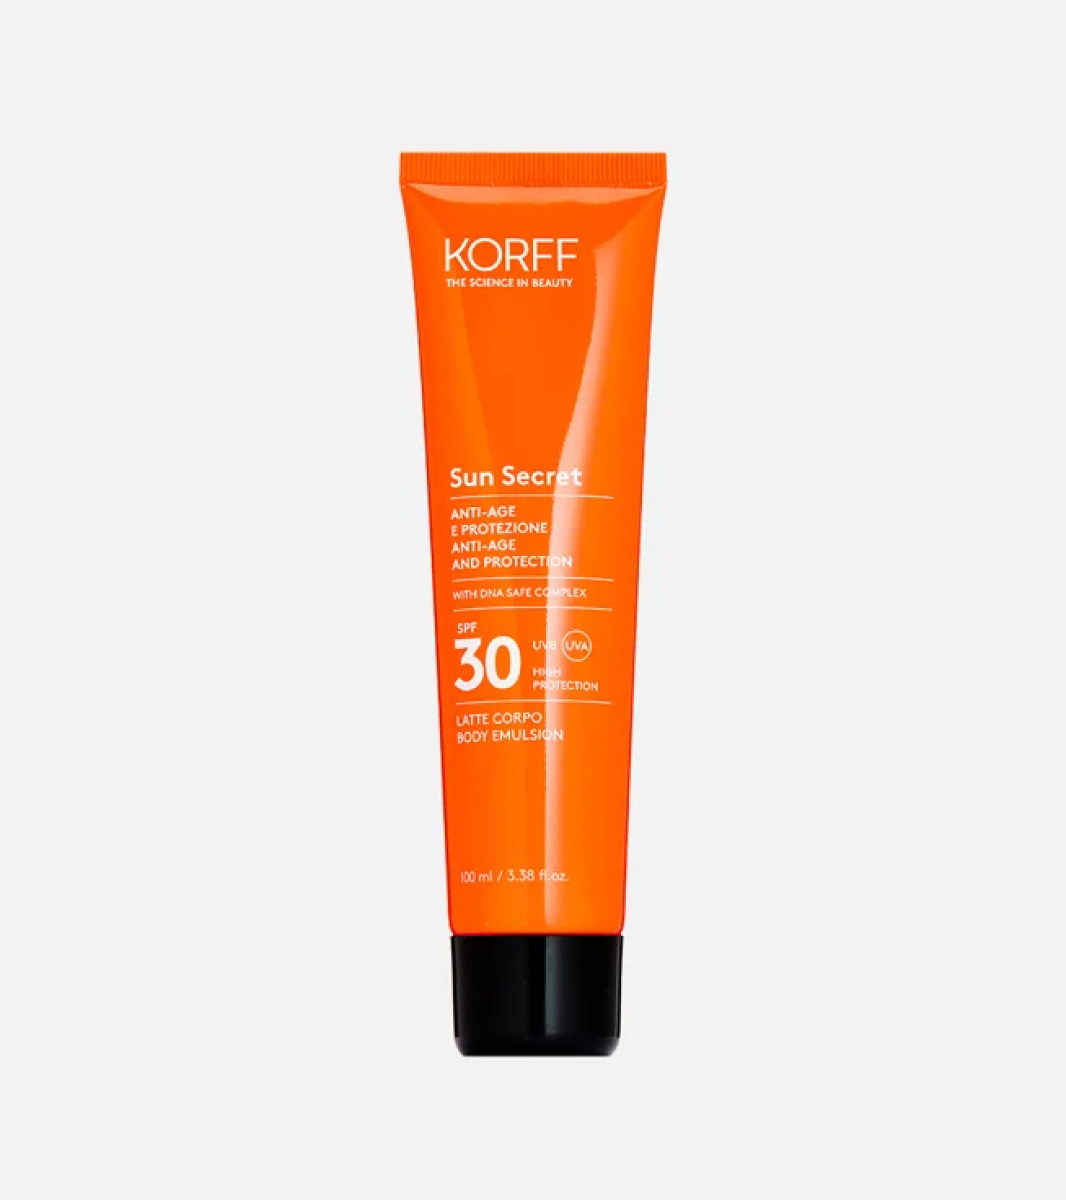 KORFF
THE SCIENCE IN BEAUTY
Sun Secret
ANTI-AGE
E PROTEZIONE
ANTI-AGE
AND PROTECTION
WITH DNA SAFE COMPLEX
SPF
30
UVB UVA
HIGH
PROTECTION
LATTE CORPO
BODY EMULSION
100 ml / 3.38 fl.oz.